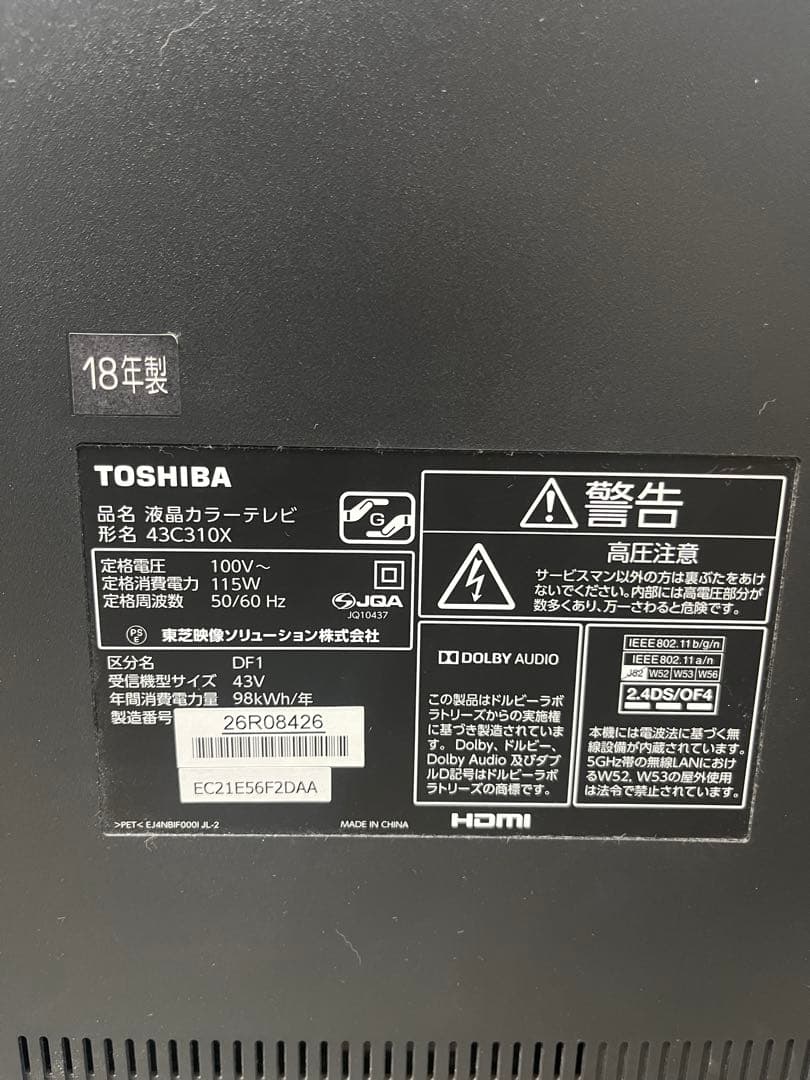 18年製
TOSHIBA
品名 液晶カラーテレビ
形名 43C310X
G
定格電圧 100V～
定格消費電力 115W
定格周波数 50/60 Hz
JQA
JQ10437
PS
E
東芝映像ソリューション株式会社
区分名 DF1
受信機型サイズ 43V
年間消費電力量 98kWh/年
製造番号
26R08426
EC21E56F2DAA
>PET< EJ4NBIF000I JL-2
MADE IN CHINA
警告
高圧注意
サービスマン以外の方は裏ぶたをあけ
ないでください。内部には高電圧部分が
数多くあり、万一さわると危険です。
DOLBY AUDIO
この製品はドルビーラボ
ラトリーズからの実施権
に基づき製造されていま
す。Dolby、ドルビー、
Dolby Audio 及びダブ
ルD記号はドルビーラボ
ラトリーズの商標です。
HDMI
IEEE802.11b/g/n
IEEE802.11a/n
J52 W52 W53 W56
2.4DS/OF4
本機には電波法に基づく無
線設備が内蔵されています。
5GHz帯の無線LANにおけ
るW52、W53の屋外使用
は法令で禁止されています。